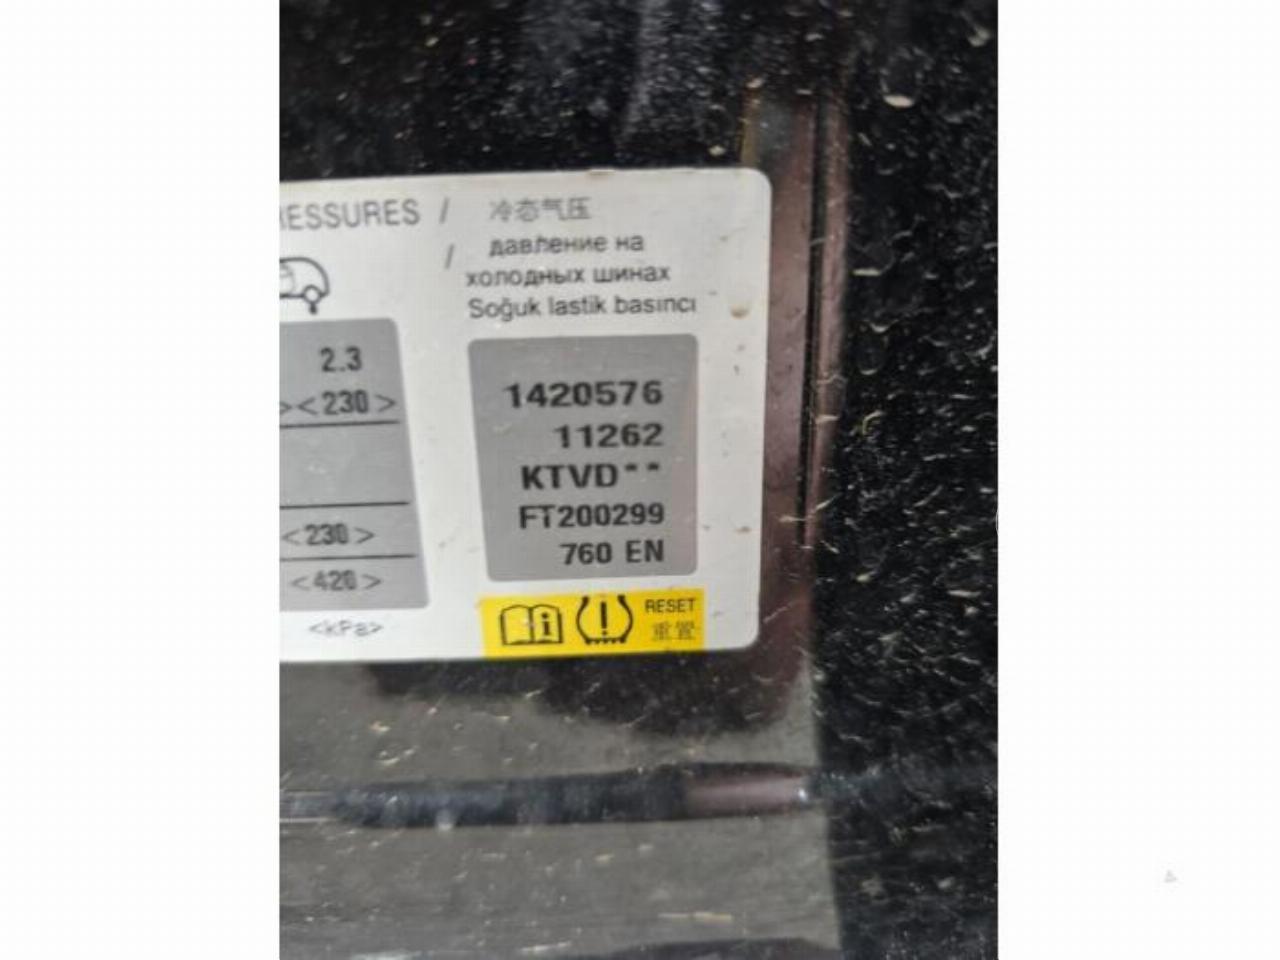 RESSURES / 冷态气压
/ давление на
холодных шинах
Soğuk lastik basıncı
2.3
><230>
<230>
<420>
<kPa>
1420576
11262
KTVD**
FT200299
760 EN
RESET
重置